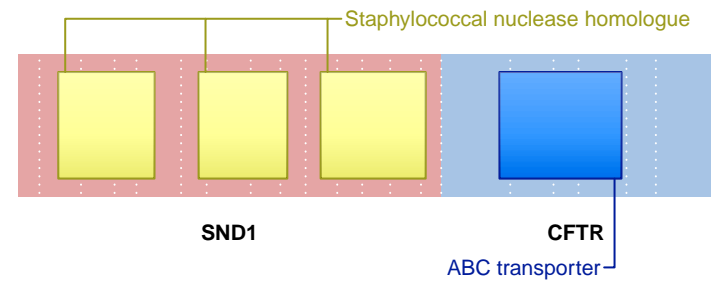 Staphylococcal nuclease homologue
SND1
CFTR
ABC transporter